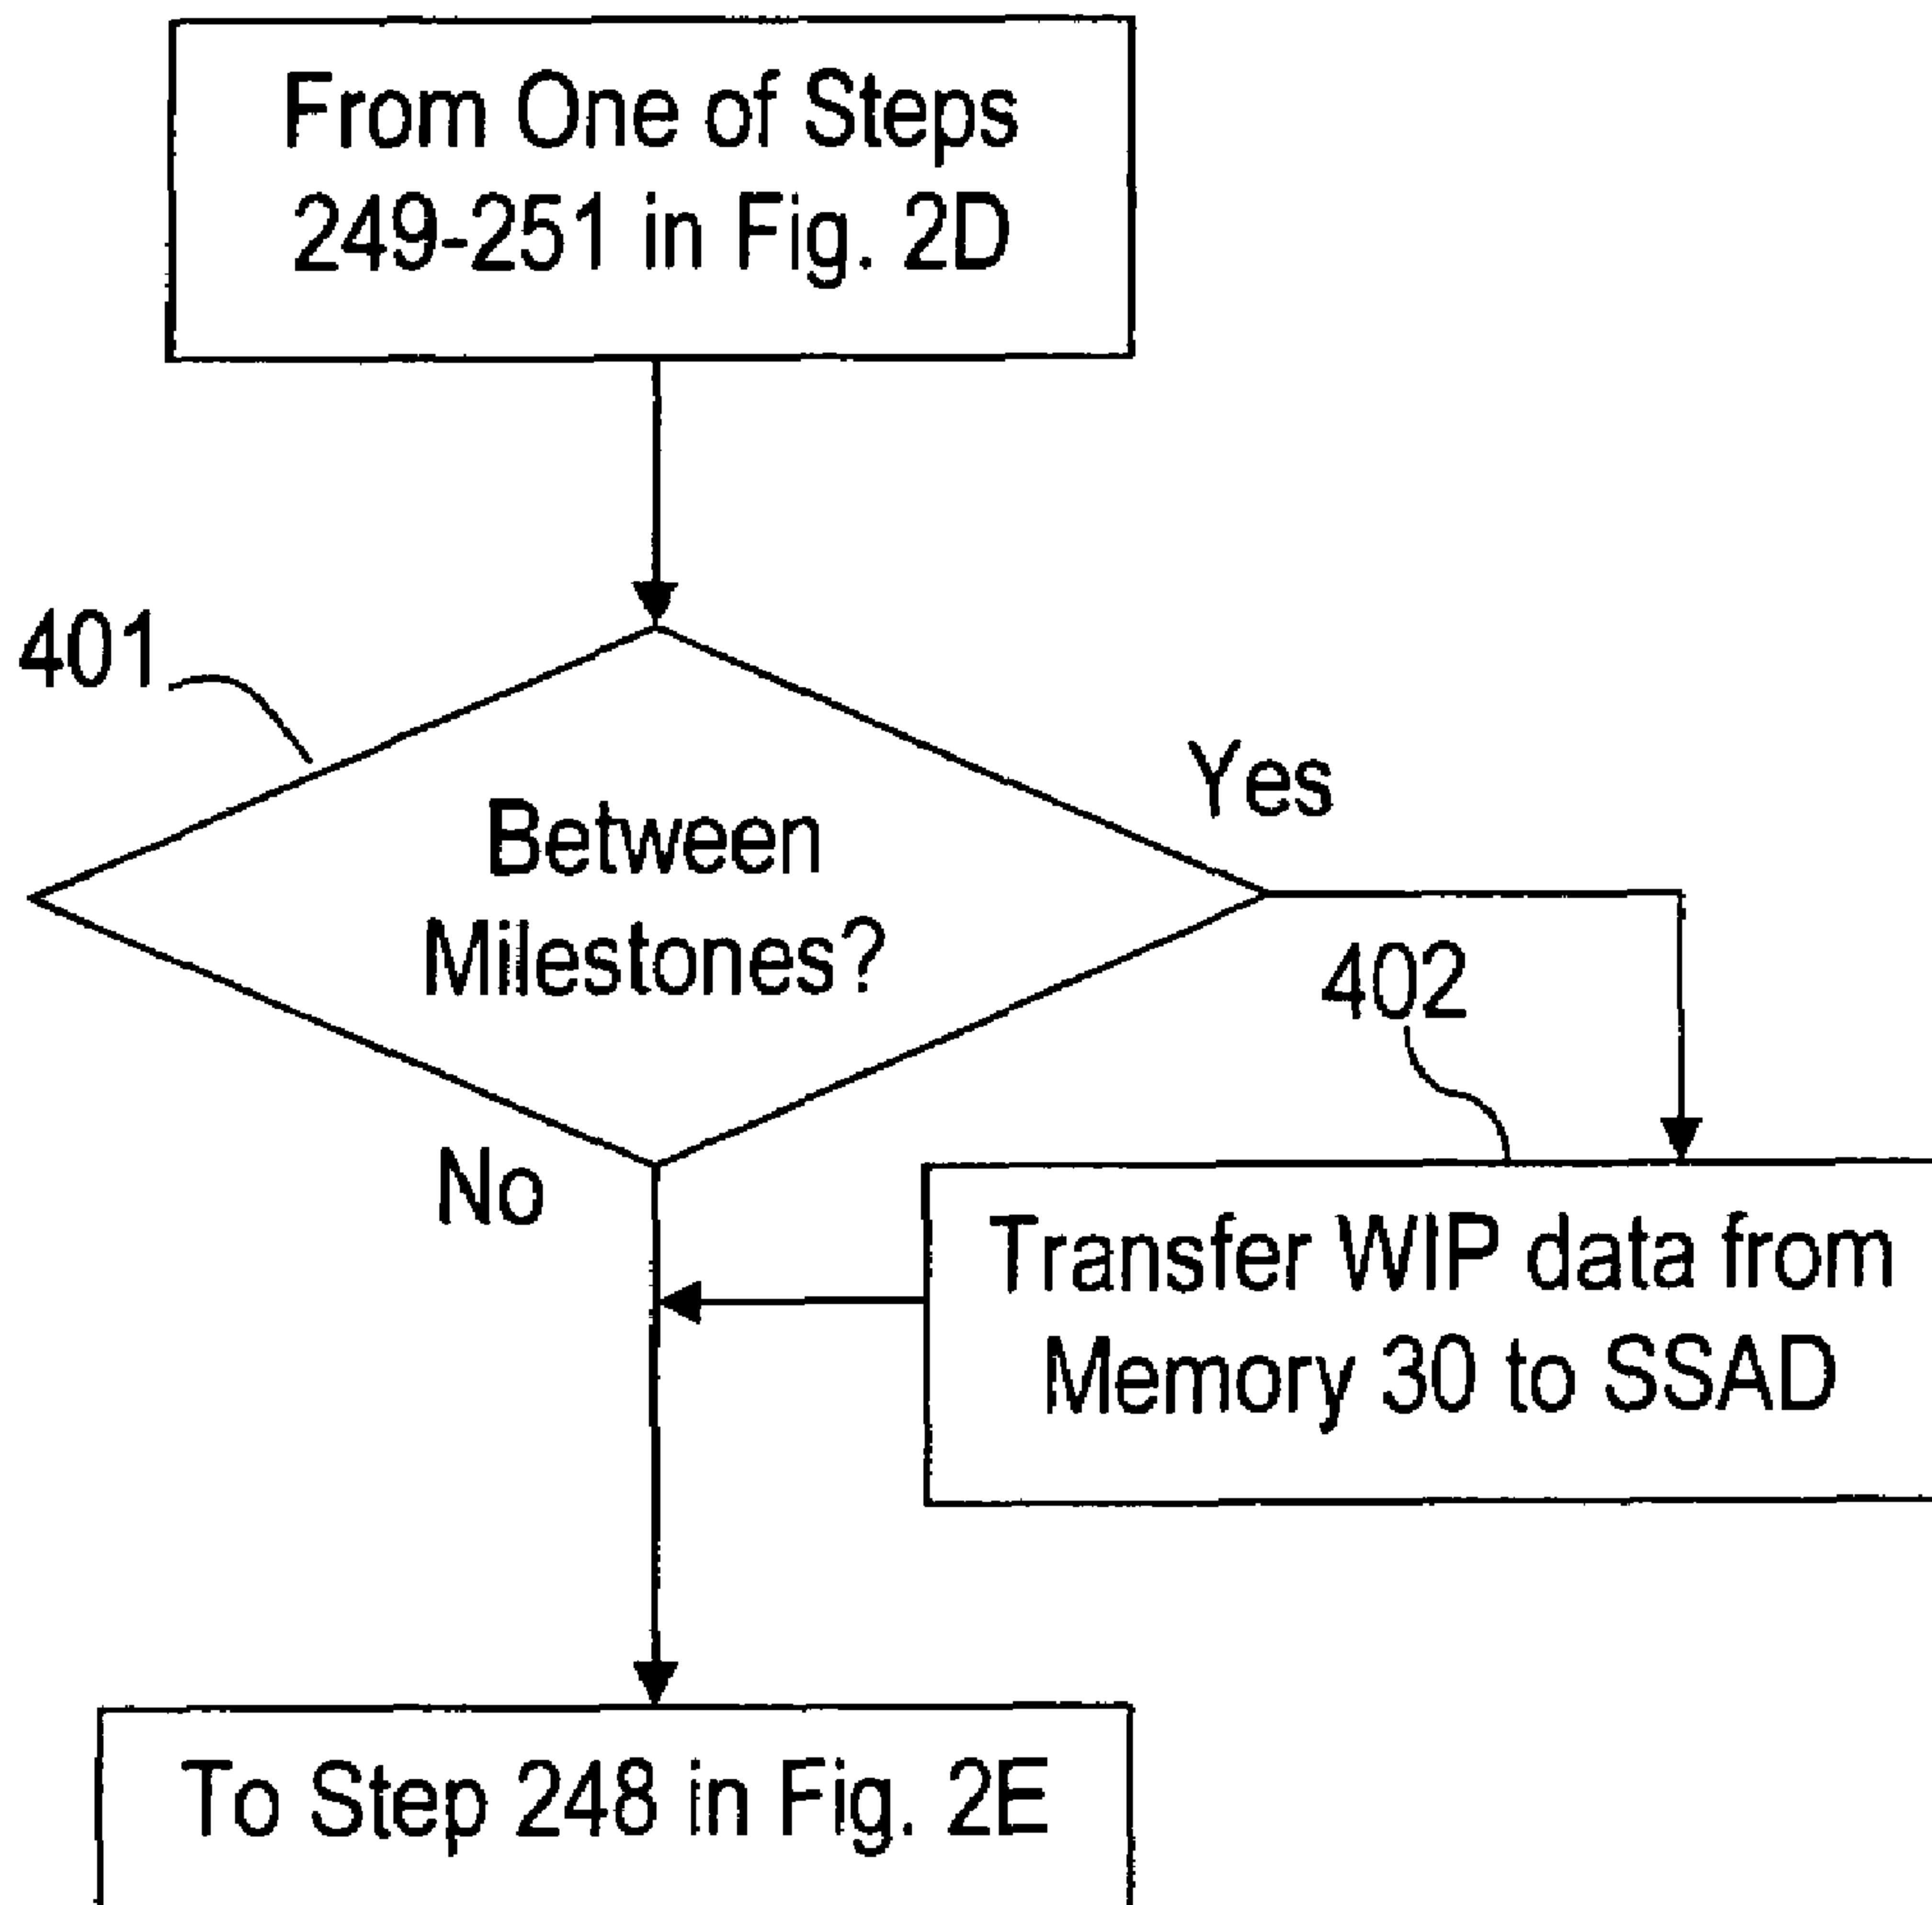 From One of Steps
249-251 in Fig. 2D
401
Yes
Between
Milestones?
402
No
Transfer WIP data from
Memory 30 to SSAD
To Step 248 in Fig. 2E